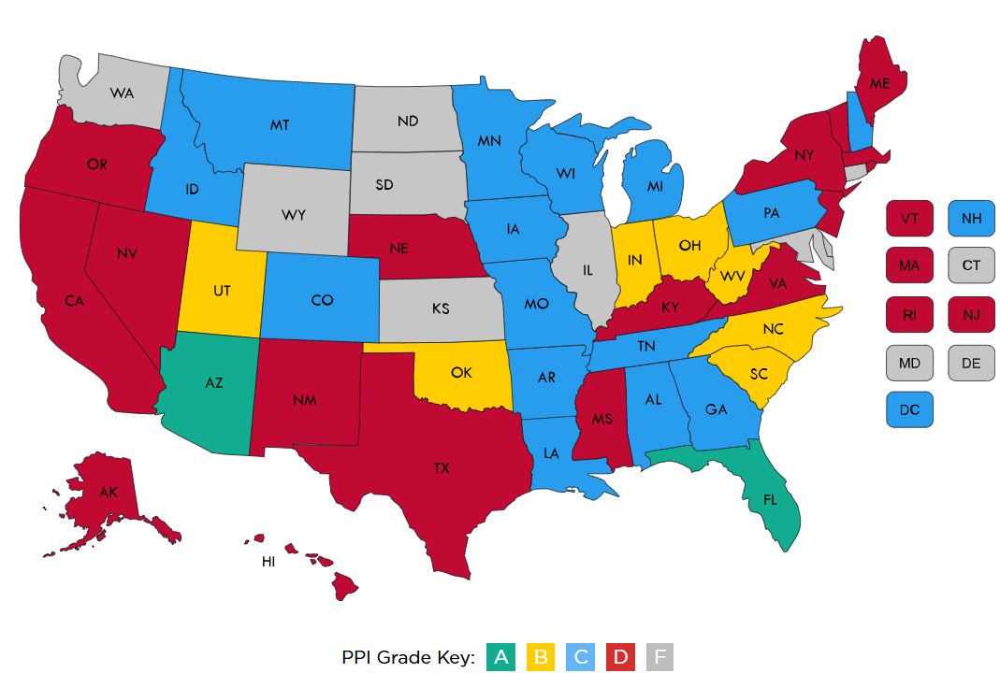 WA
MT
ND
MN
ME
OR
ID
SD
WI
MI
NY
WY
IA
PA
VT
NH
NV
NE
IN
OH
MA
CT
UT
IL
WV
VA
CA
CO
KS
MO
KY
RI
NJ
NC
TN
AZ
OK
AR
SC
MD
DE
NM
MS
AL
GA
DC
TX
LA
AK
FL
HI
PPI Grade Key: A B C D F